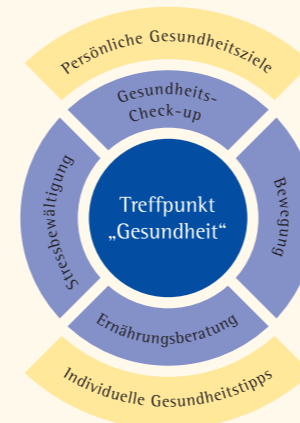 Persönliche Gesundheitsziele
Gesundheits-
Check-up
Stressbewältigung
Treffpunkt
„Gesundheit“
Bewegung
Ernährungsberatung
Individuelle Gesundheitstipps